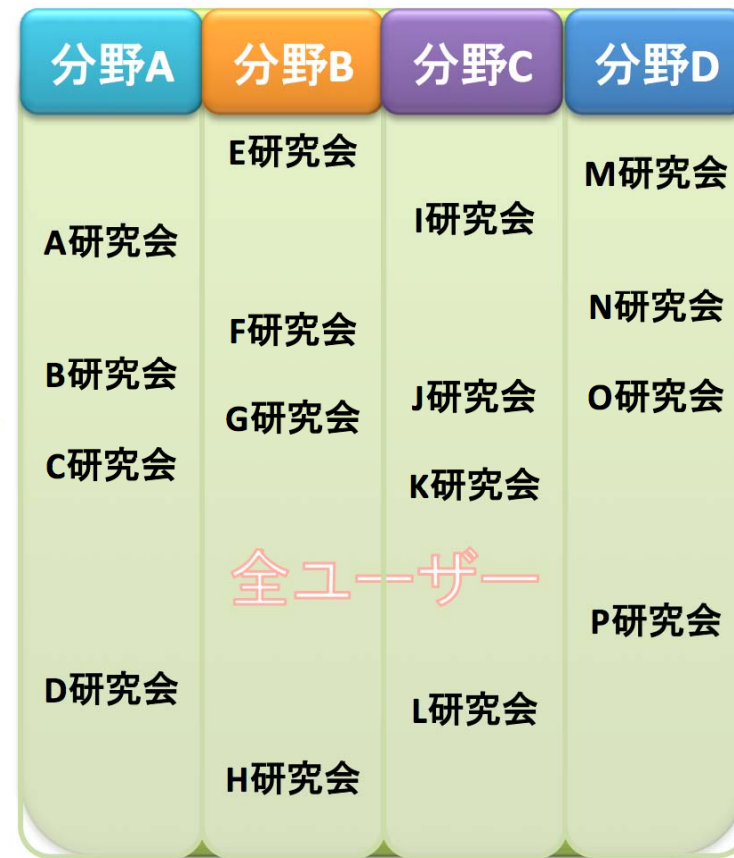 分野A
A研究会
B研究会
C研究会
D研究会
分野B
E研究会
F研究会
G研究会
H研究会
分野C
I研究会
J研究会
K研究会
L研究会
分野D
M研究会
N研究会
O研究会
P研究会
全ユーザー